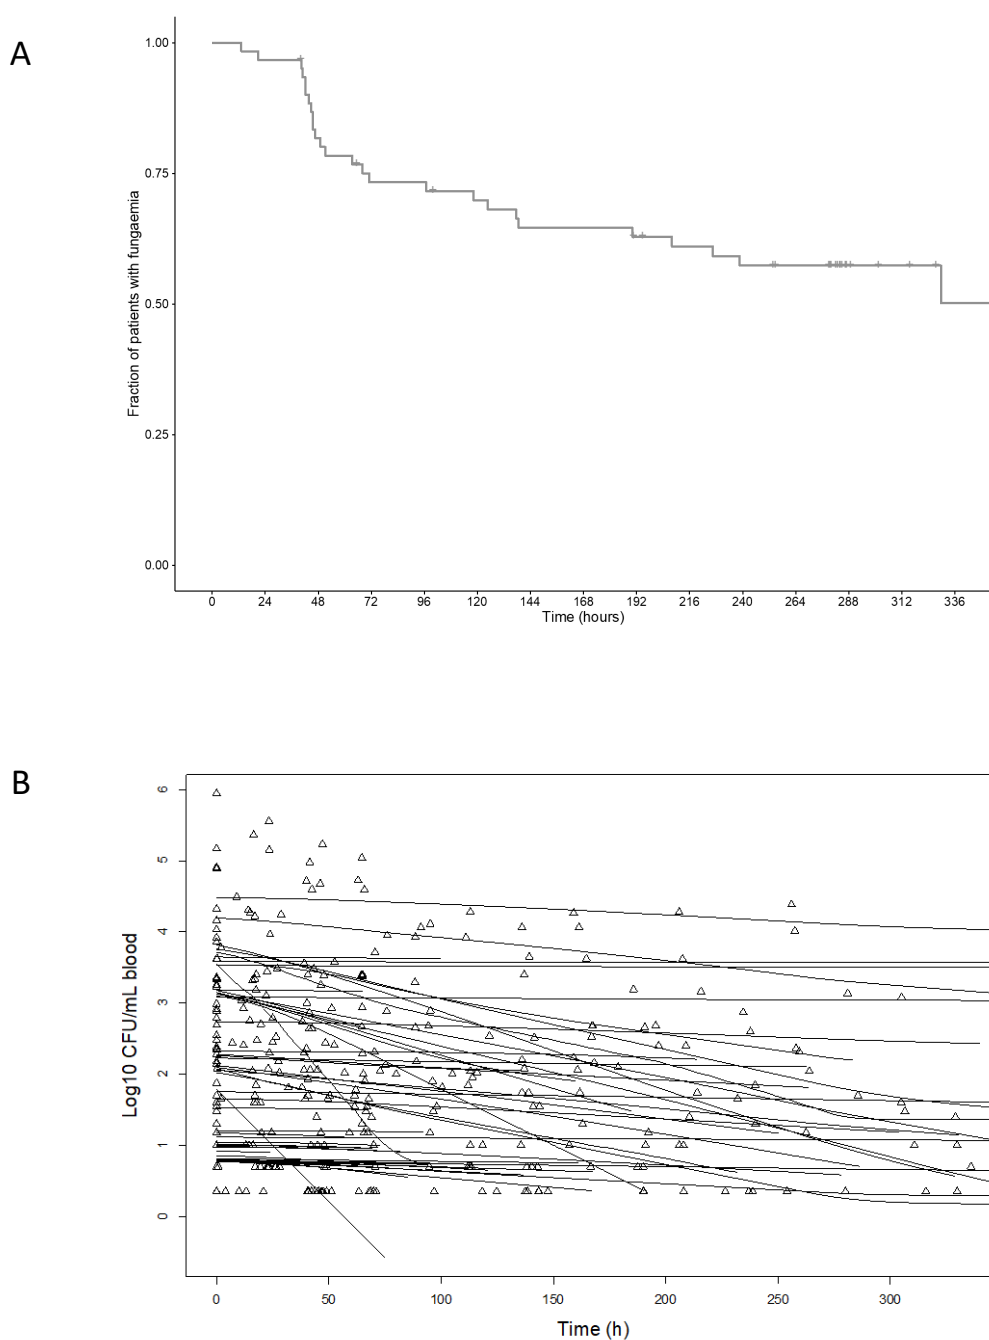 A
1.00
0.75
0.50
0.25
0.00
Fraction of patients with fungaemia
0 24 48 72 96 120 144 168 192 216 240 264 288 312 336
Time (hours)
B
6
5
4
3
2
1
0
Log10 CFU/mL blood
0 50 100 150 200 250 300
Time (h)